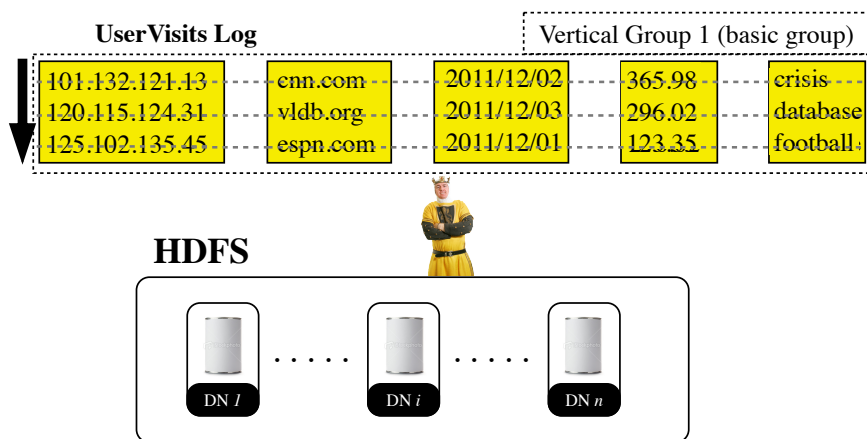 UserVisits Log
Vertical Group 1 (basic group)
101.132.121.13 cnn.com 2011/12/02 365.98 crisis
120.115.124.31 vldb.org 2011/12/03 296.02 database
125.102.135.45 espn.com 2011/12/01 123.35 football
HDFS
. . . . . . . . . .
DN 1 DN i DN n